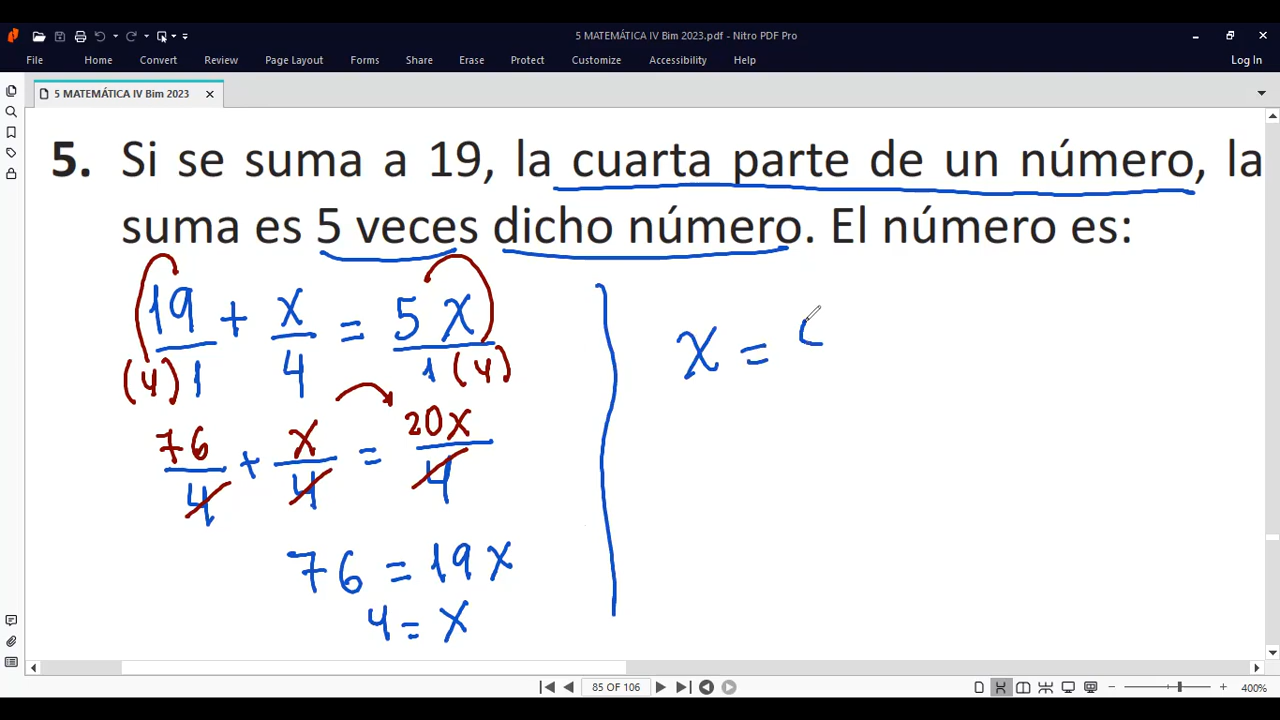 5 MATEMÁTICA IV Bim 2023.pdf - Nitro PDF Pro
File Home Convert Review Page Layout Forms Share Erase Protect Customize Accessibility Help Log In
5 MATEMÁTICA IV Bim 2023
5. Si se suma a 19, la cuarta parte de un número, la
suma es 5 veces dicho número. El número es:
19/1 + x/4 = 5x/1
(4) (4)
76/4 + x/4 = 20x/4
76 = 19x
4 = x
x =
85 OF 106
400%